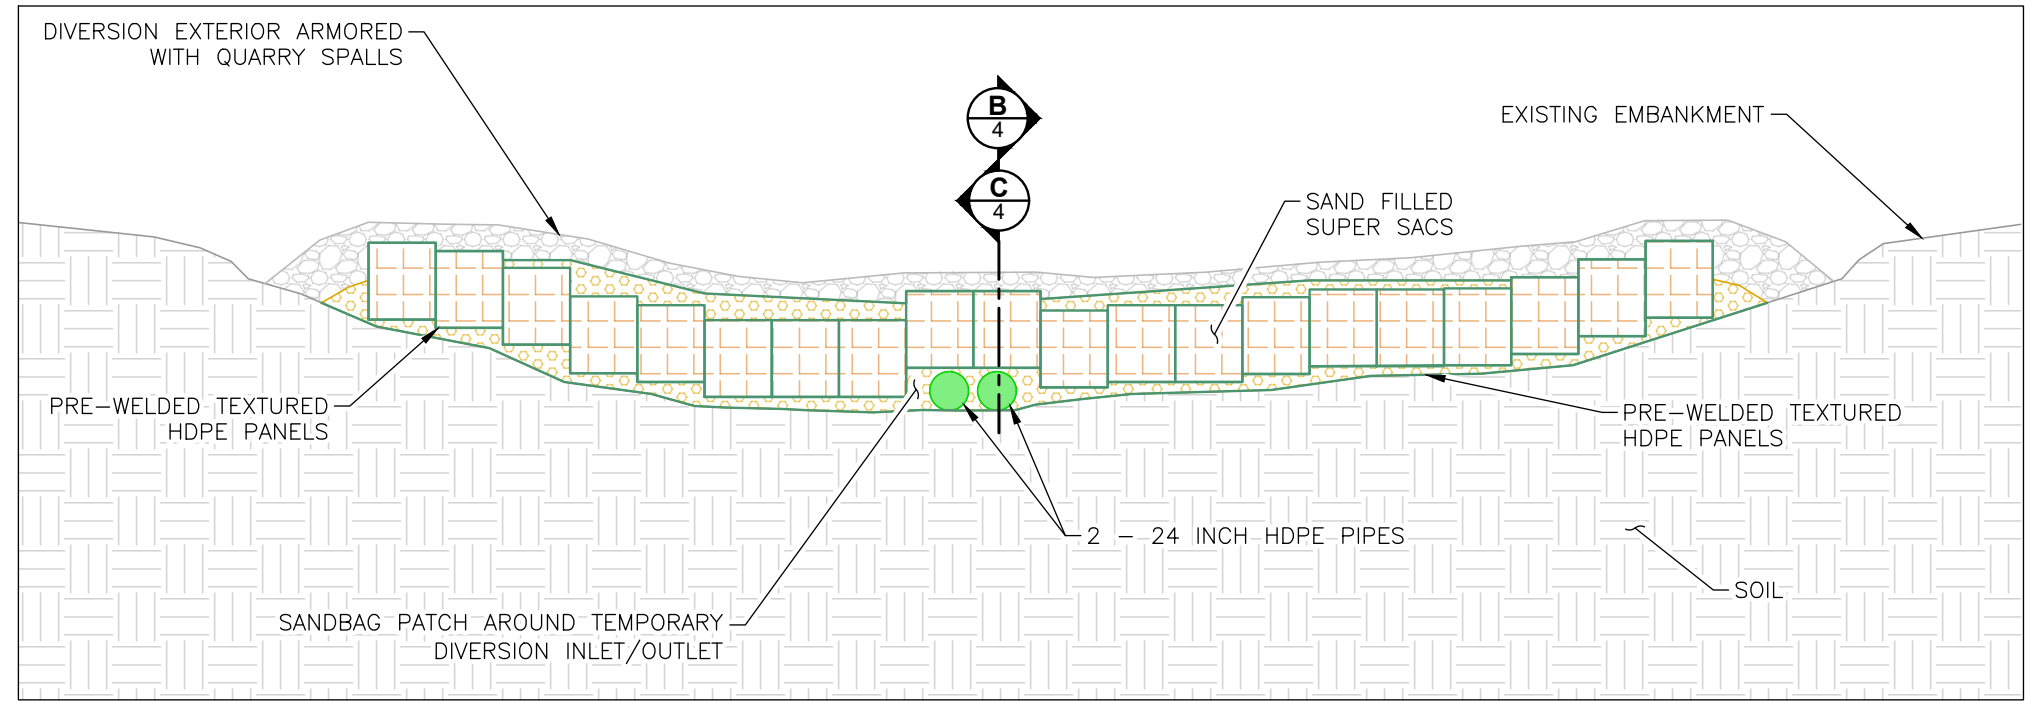 DIVERSION EXTERIOR ARMORED
WITH QUARRY SPALLS
B
4
EXISTING EMBANKMENT
C
4
SAND FILLED
SUPER SACS
PRE-WELDED TEXTURED
HDPE PANELS
PRE-WELDED TEXTURED
HDPE PANELS
2 - 24 INCH HDPE PIPES
SOIL
SANDBAG PATCH AROUND TEMPORARY
DIVERSION INLET/OUTLET